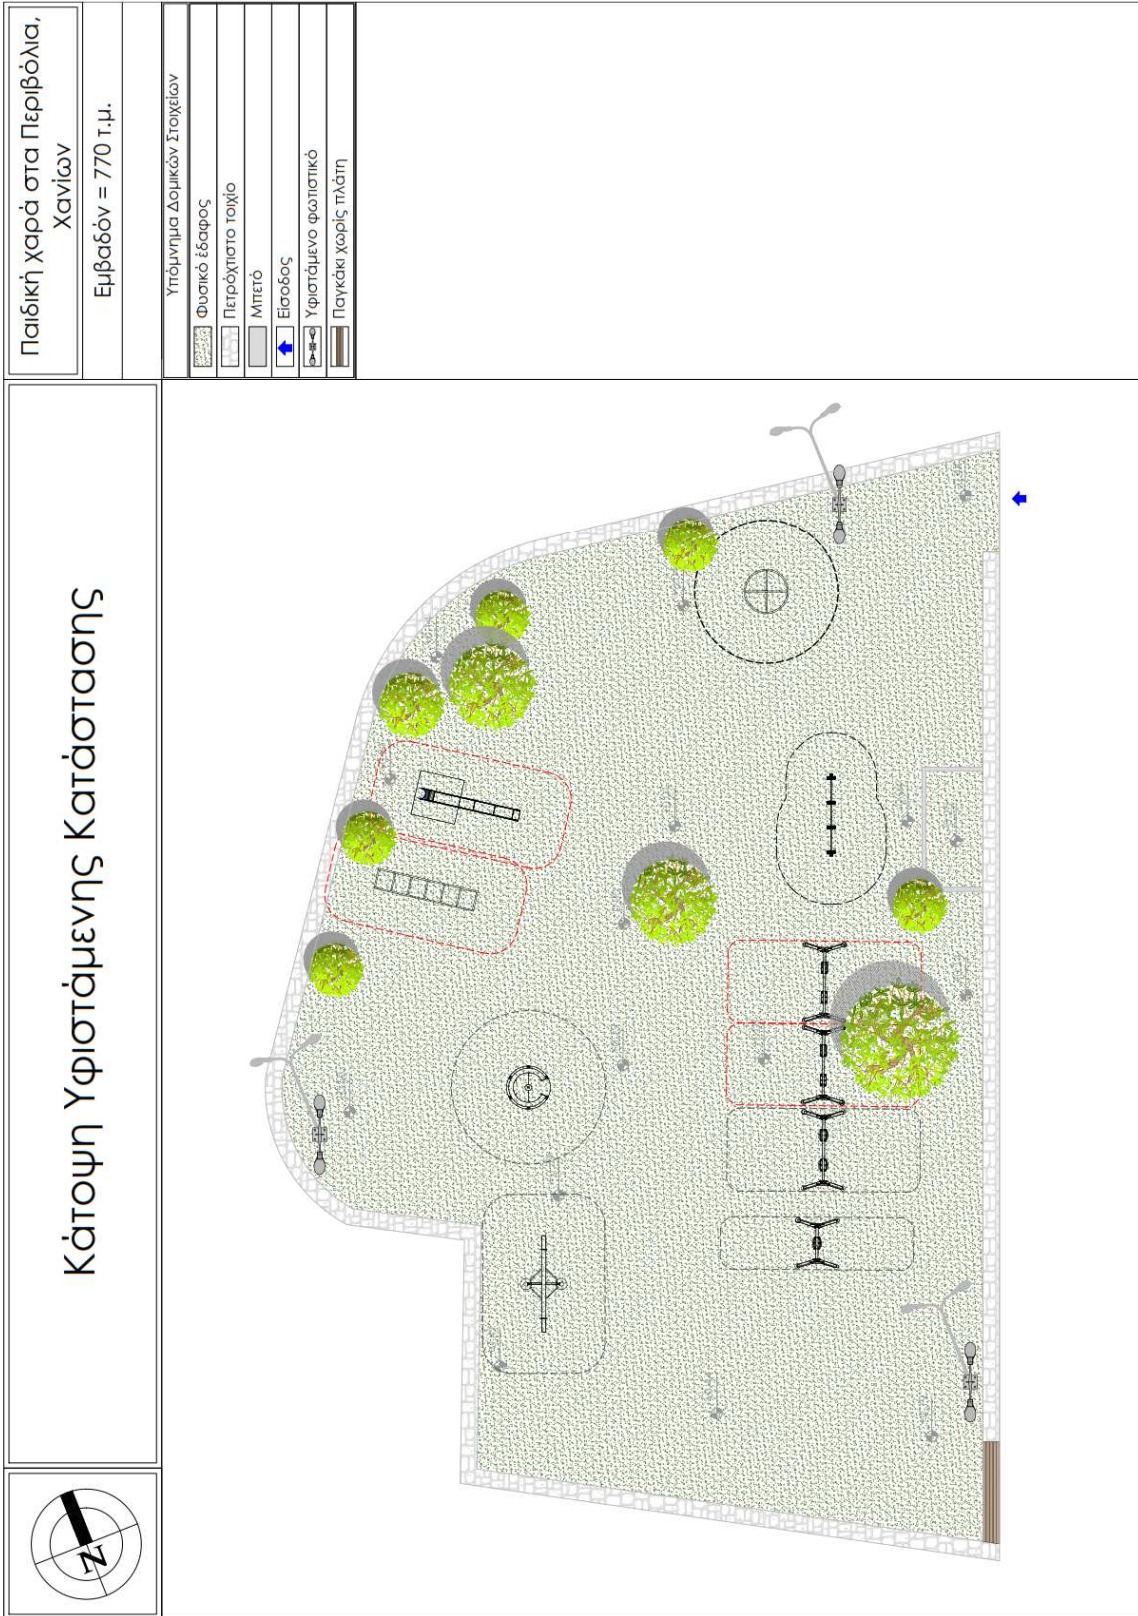 Παιδική χαρά στα Περιβόλια,
Χανίων
Εμβαδόν = 770 τ.μ.
Υπόμνημα Δομικών Στοιχείων
Φυσικό έδαφος
Πετρόχτιστο τοιχίο
Μπετό
Είσοδος
Υφιστάμενο φωτιστικό
Παγκάκι χωρίς πλάτη
Κάτοψη Υφιστάμενης Κατάστασης
N